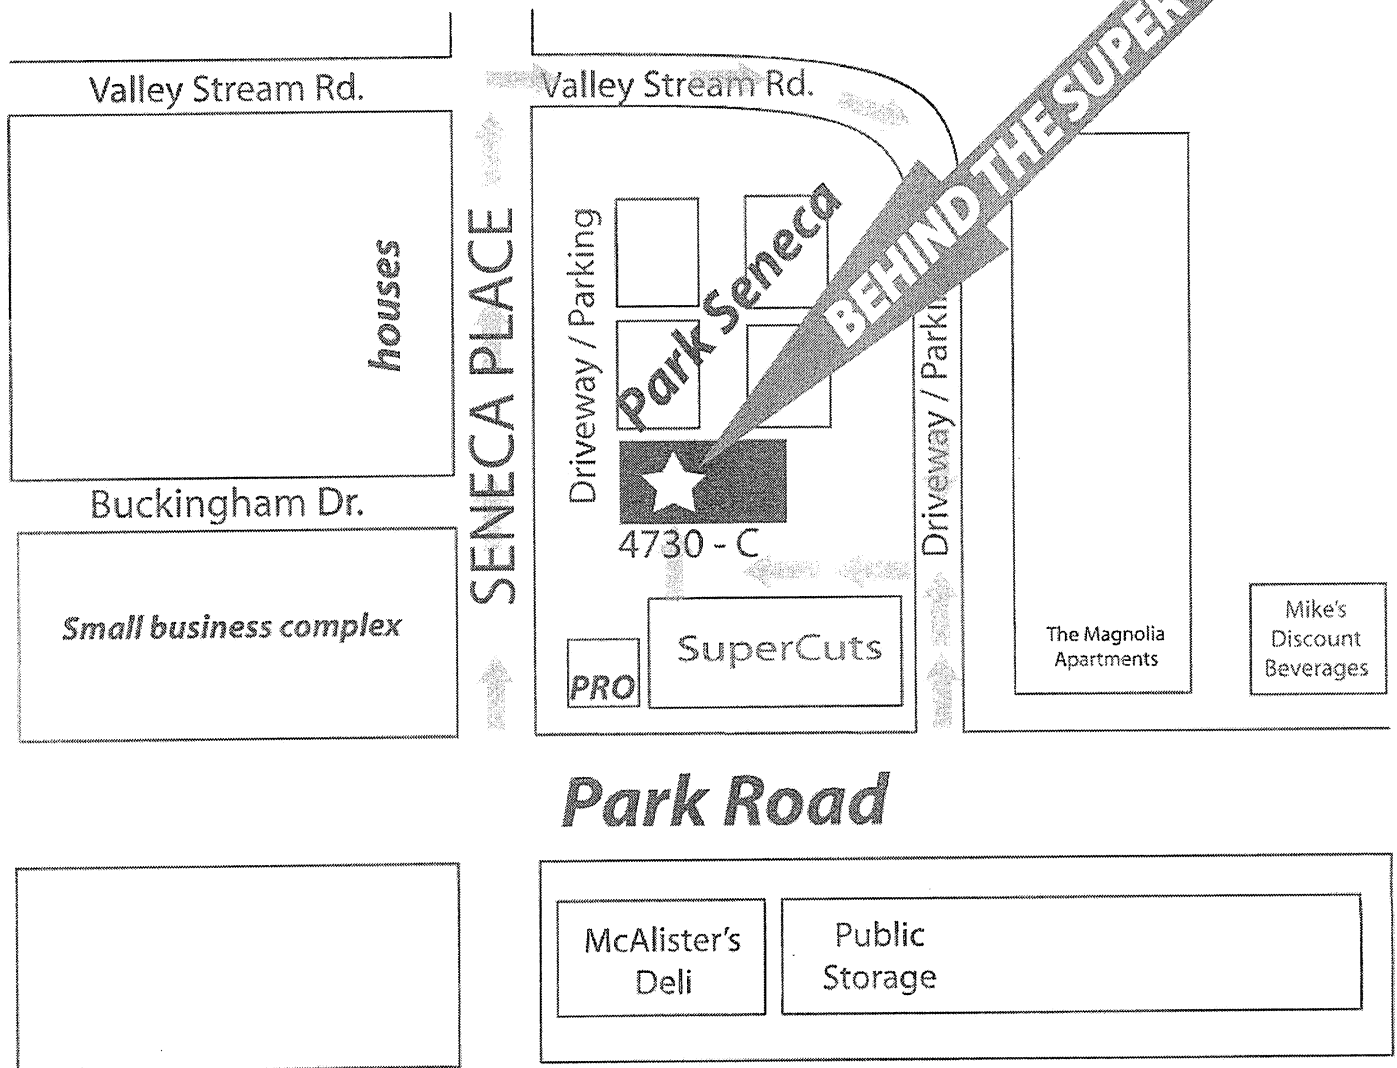 Valley Stream Rd.
Valley Stream Rd.
BEHIND THE SUPER
houses
SENECA PLACE
Driveway / Parking
Park Seneca
Driveway /
Buckingham Dr.
4730 - C
Small business complex
PRO
SuperCuts
The Magnolia
Apartments
Mike's
Discount
Beverages
Park Road
McAlister's
Deli
Public
Storage